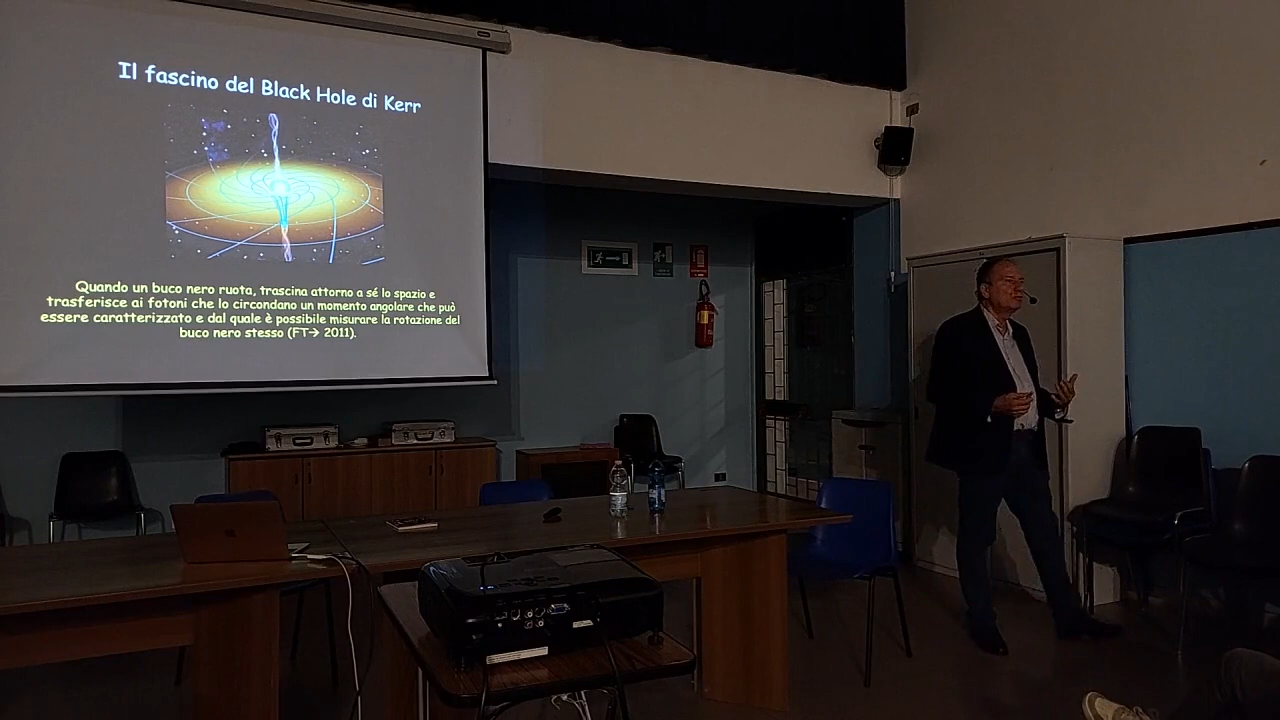 Il fascino del Black Hole di Kerr
Quando un buco nero ruota, trascina attorno a sé lo spazio e
trasferisce ai fotoni che lo circondano un momento angolare che può
essere caratterizzato e dal quale è possibile misurare la rotazione del
buco nero stesso (FT→ 2011).